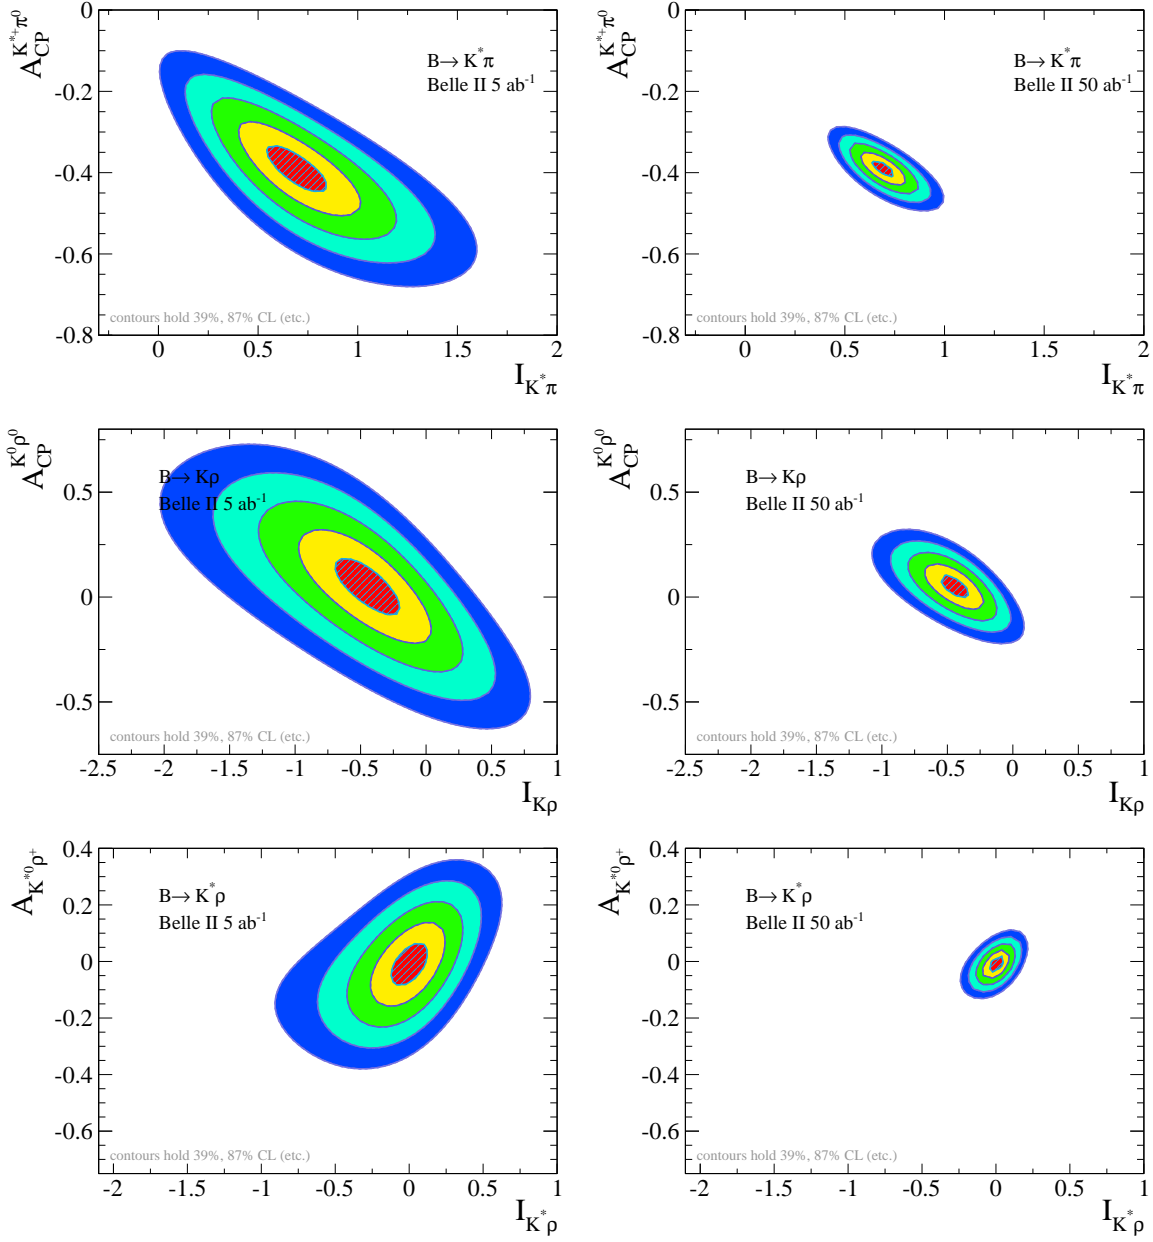 A_CP^{K*+π0}
0
-0.2
-0.4
-0.6
-0.8
B→ K*π
Belle II 5 ab-1
contours hold 39%, 87% CL (etc.)
0 0.5 1 1.5 2
I_{K*π}
A_CP^{K*+π0}
0
-0.2
-0.4
-0.6
-0.8
B→ K*π
Belle II 50 ab-1
contours hold 39%, 87% CL (etc.)
0 0.5 1 1.5 2
I_{K*π}
A_CP^{K0ρ0}
0.5
0
-0.5
B→ Kρ
Belle II 5 ab-1
contours hold 39%, 87% CL (etc.)
-2.5 -2 -1.5 -1 -0.5 0 0.5 1
I_{Kρ}
A_CP^{K0ρ0}
0.5
0
-0.5
B→ Kρ
Belle II 50 ab-1
contours hold 39%, 87% CL (etc.)
-2.5 -2 -1.5 -1 -0.5 0 0.5 1
I_{Kρ}
A_{K*0ρ+}
0.4
0.2
0
-0.2
-0.4
-0.6
B→ K*ρ
Belle II 5 ab-1
contours hold 39%, 87% CL (etc.)
-2 -1.5 -1 -0.5 0 0.5 1
I_{K*ρ}
A_{K*0ρ+}
0.4
0.2
0
-0.2
-0.4
-0.6
B→ K*ρ
Belle II 50 ab-1
contours hold 39%, 87% CL (etc.)
-2 -1.5 -1 -0.5 0 0.5 1
I_{K*ρ}